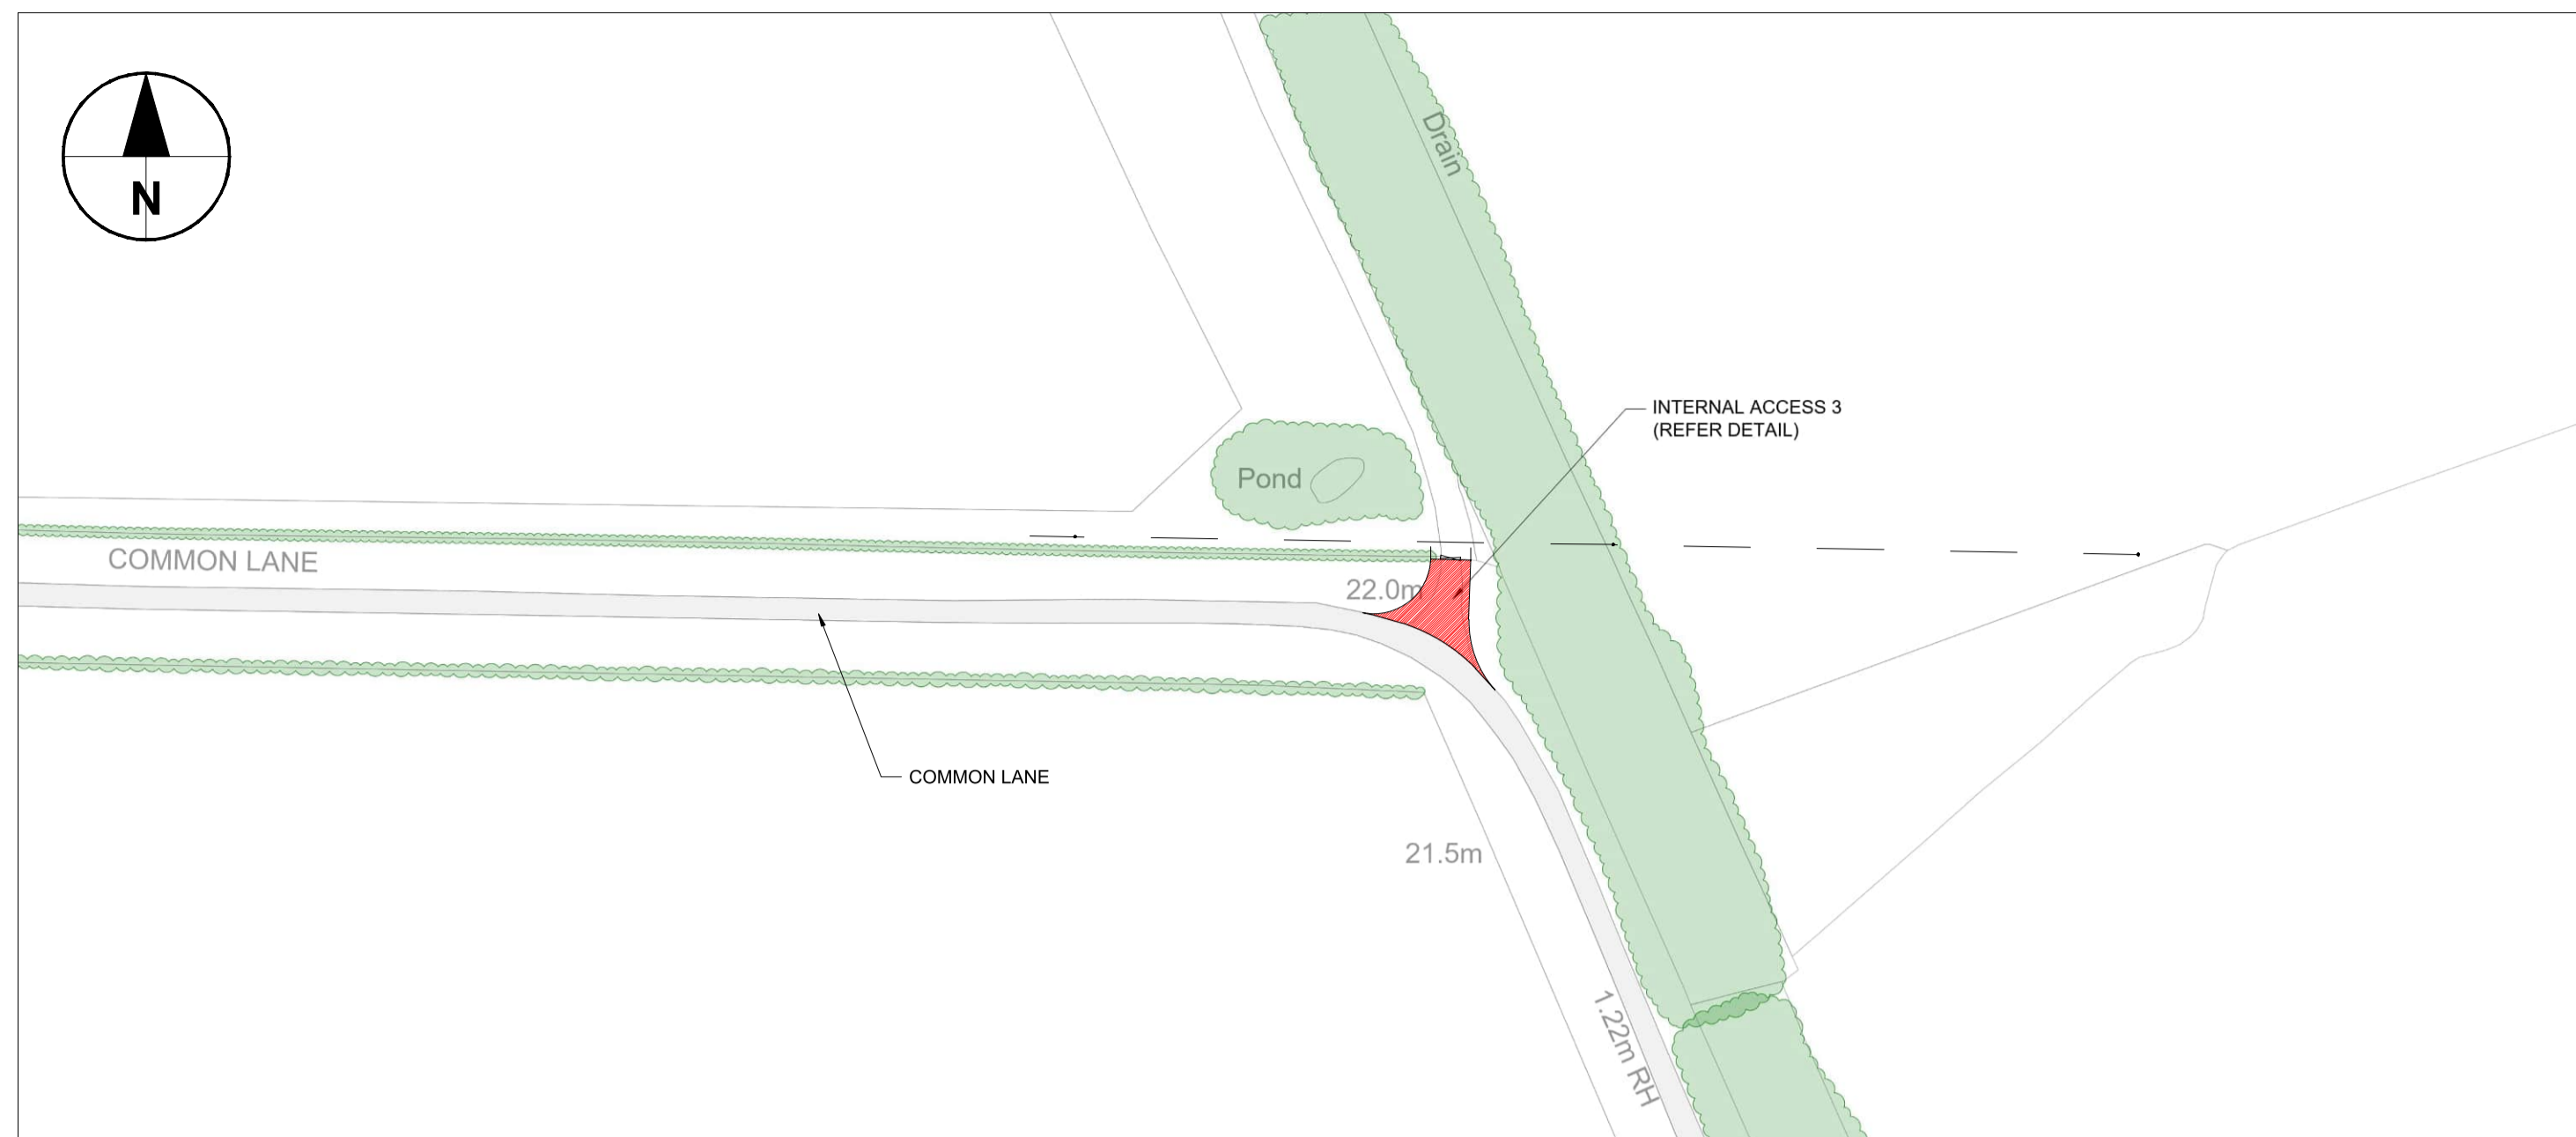 N
Drain
INTERNAL ACCESS 3
(REFER DETAIL)
Pond
COMMON LANE
22.0m
COMMON LANE
21.5m
1.22m RH